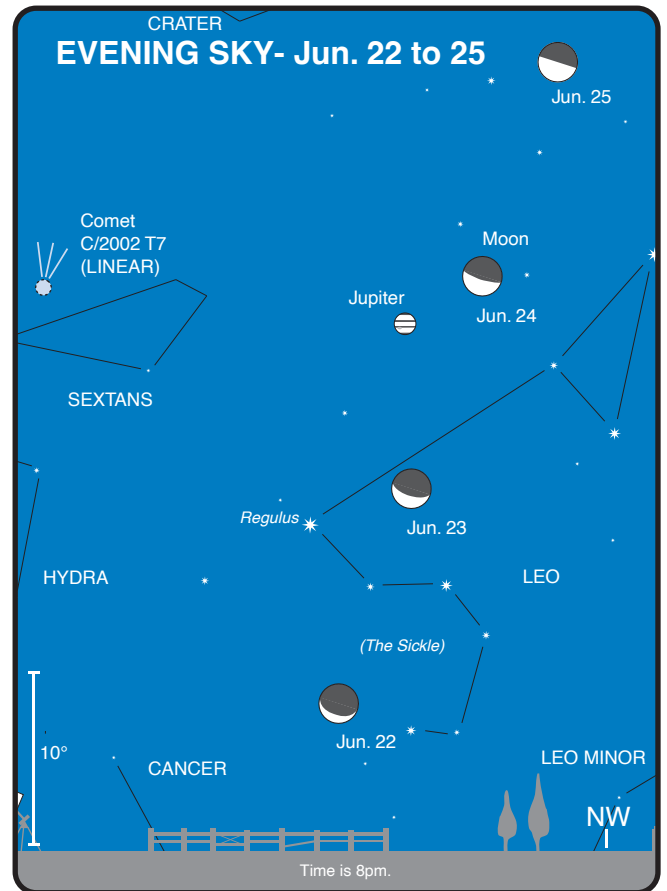 CRATER
EVENING SKY- Jun. 22 to 25
Jun. 25
Comet
C/2002 T7
(LINEAR)
Moon
Jupiter
Jun. 24
SEXTANS
Regulus
Jun. 23
HYDRA
LEO
(The Sickle)
Jun. 22
10°
CANCER
LEO MINOR
NW
Time is 8pm.